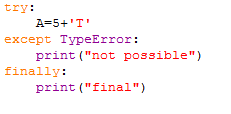 try:
    A=5+'T'
except TypeError:
    print("not possible")
finally:
    print("final")